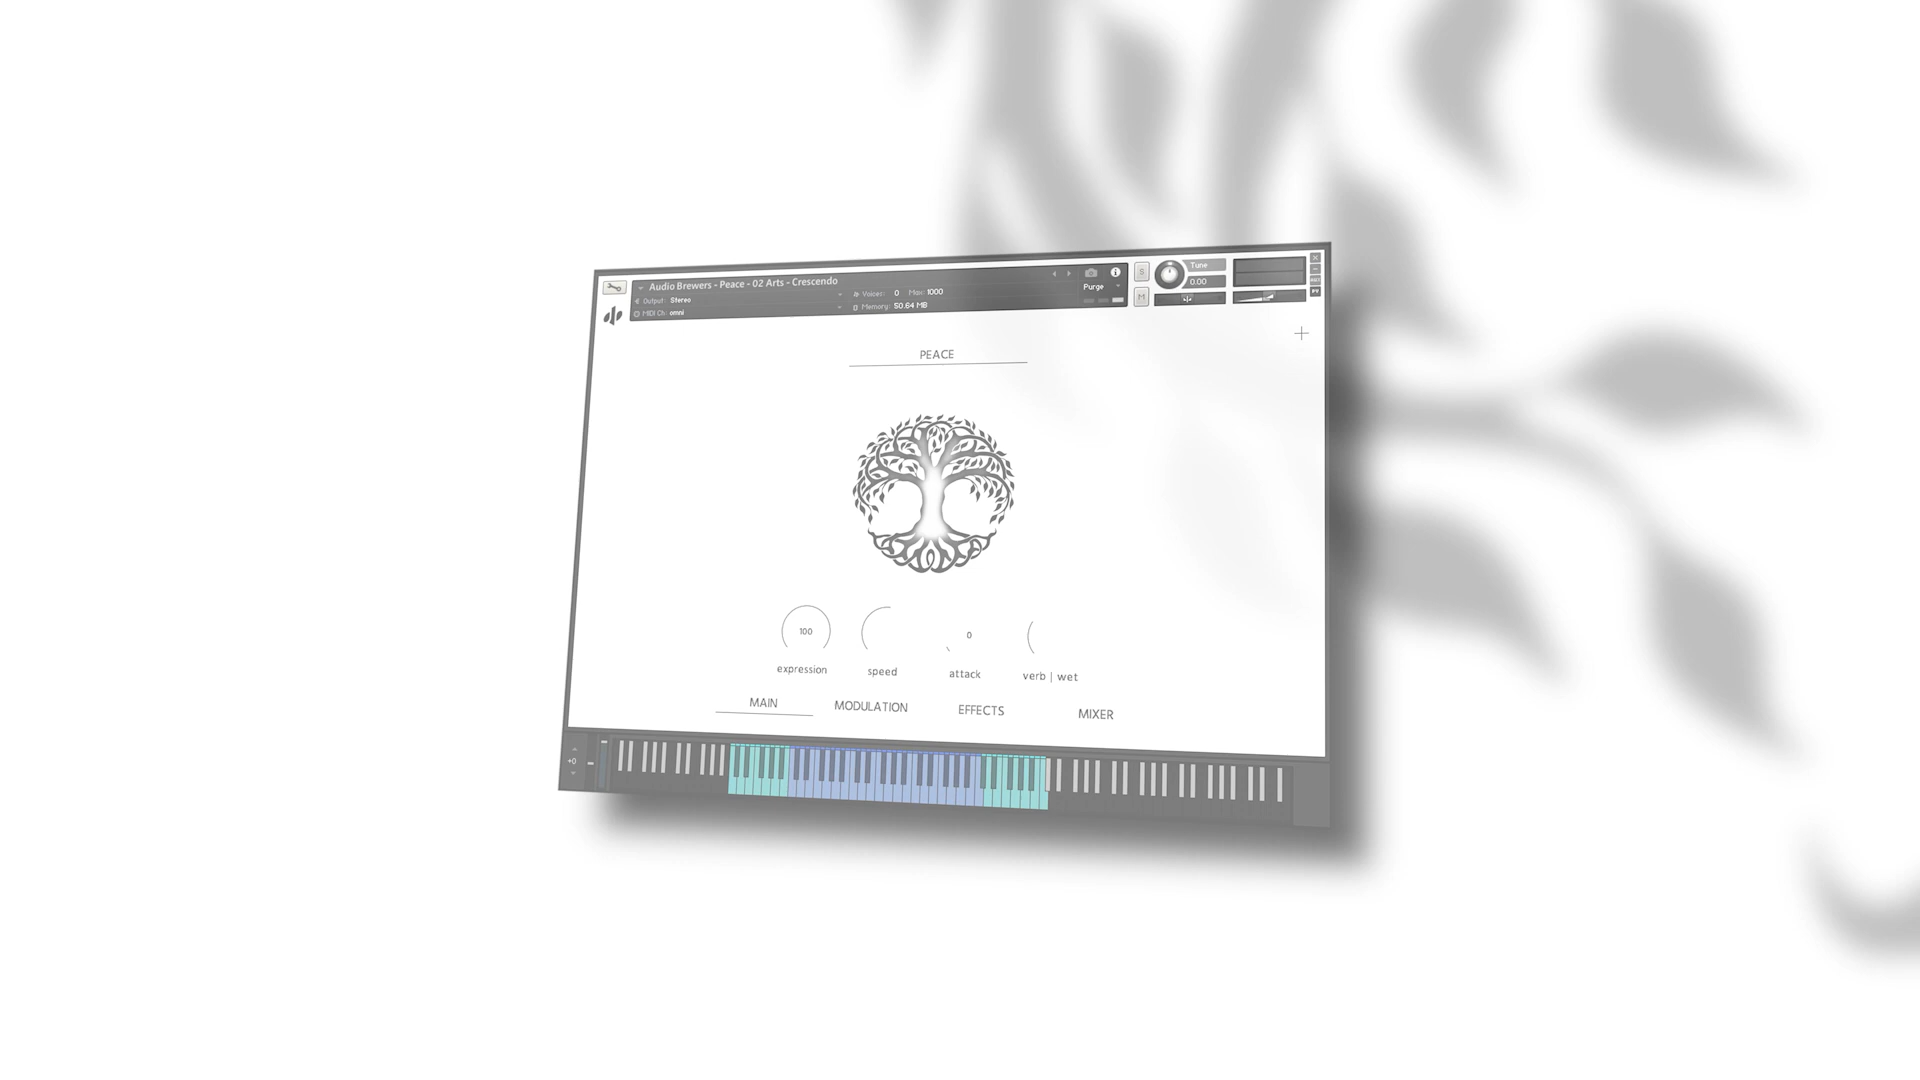 Audio Brewers - Peace - 02 Arts - Crescendo
Output: Stereo
Voices: 0 Max: 1000
Purge
MIDI Ch: omni
Memory: 50.64 MB
S
M
Tune
0.00
PEACE
100
0
expression
speed
attack
verb | wet
MAIN
MODULATION
EFFECTS
MIXER
+0